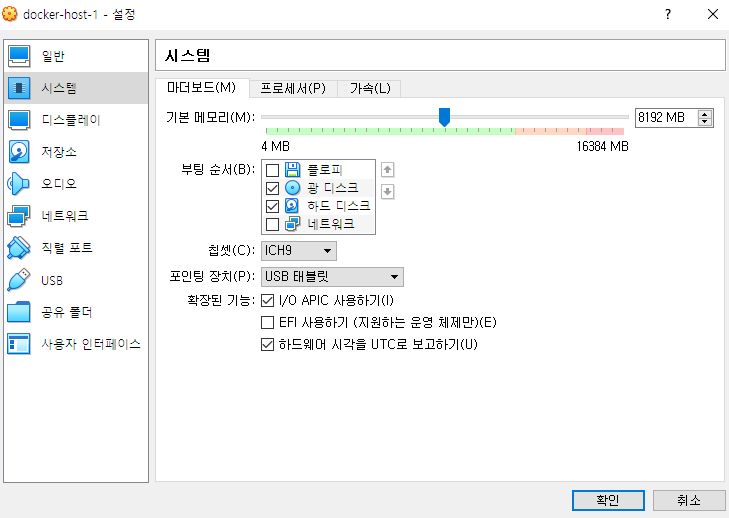 docker-host-1 - 설정
일반
시스템
디스플레이
저장소
오디오
네트워크
직렬 포트
USB
공유 폴더
사용자 인터페이스
시스템
마더보드(M) 프로세서(P) 가속(L)
기본 메모리(M): 8192 MB
4 MB 16384 MB
부팅 순서(B): 플로피
광 디스크
하드 디스크
네트워크
칩셋(C): ICH9
포인팅 장치(P): USB 태블릿
확장된 기능: I/O APIC 사용하기(I)
EFI 사용하기 (지원하는 운영 체제만)(E)
하드웨어 시각을 UTC로 보고하기(U)
확인 취소